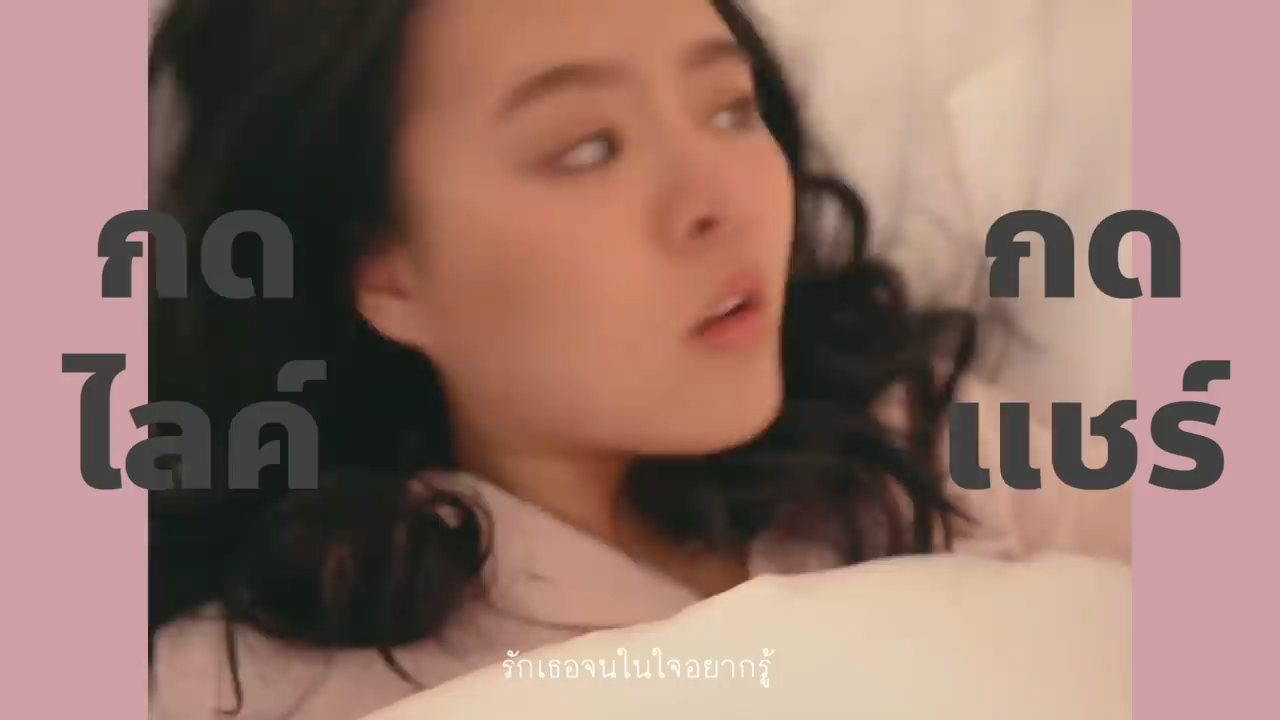 กด
ไลค์
กด
แชร์
รักเธอจนในใจอยากรู้